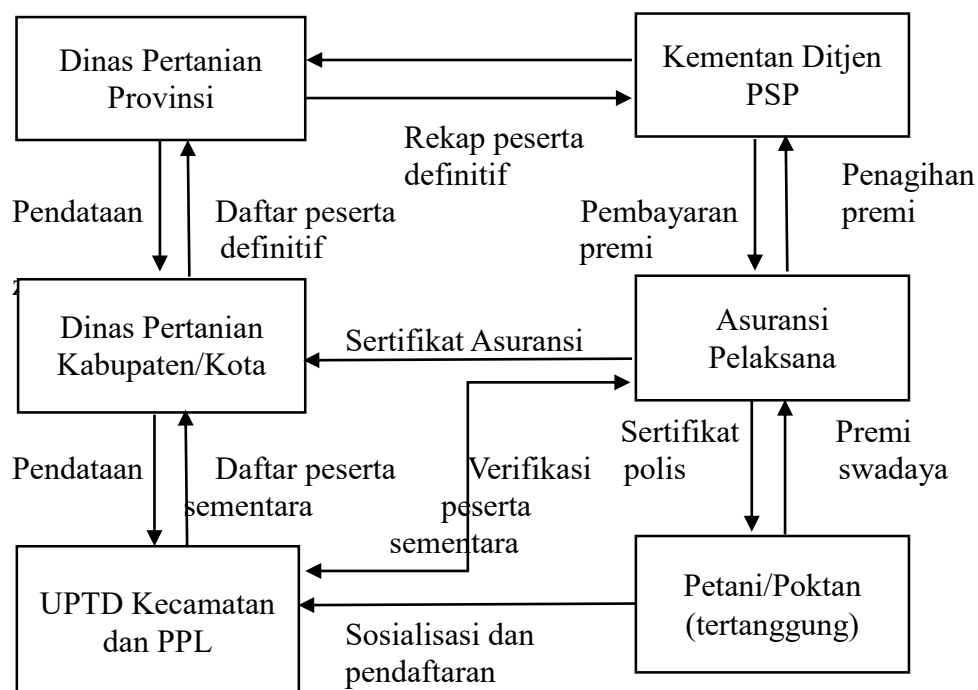 Dinas Pertanian
Provinsi
Kementan Ditjen
PSP
Rekap peserta
definitif
Pendataan
Daftar peserta
definitif
Pembayaran
premi
Penagihan
premi
Dinas Pertanian
Kabupaten/Kota
Sertifikat Asuransi
Asuransi
Pelaksana
Pendataan
Daftar peserta
sementara
Verifikasi
peserta
sementara
Sertifikat
polis
Premi
swadaya
UPTD Kecamatan
dan PPL
Sosialisasi dan
pendaftaran
Petani/Poktan
(tertanggung)